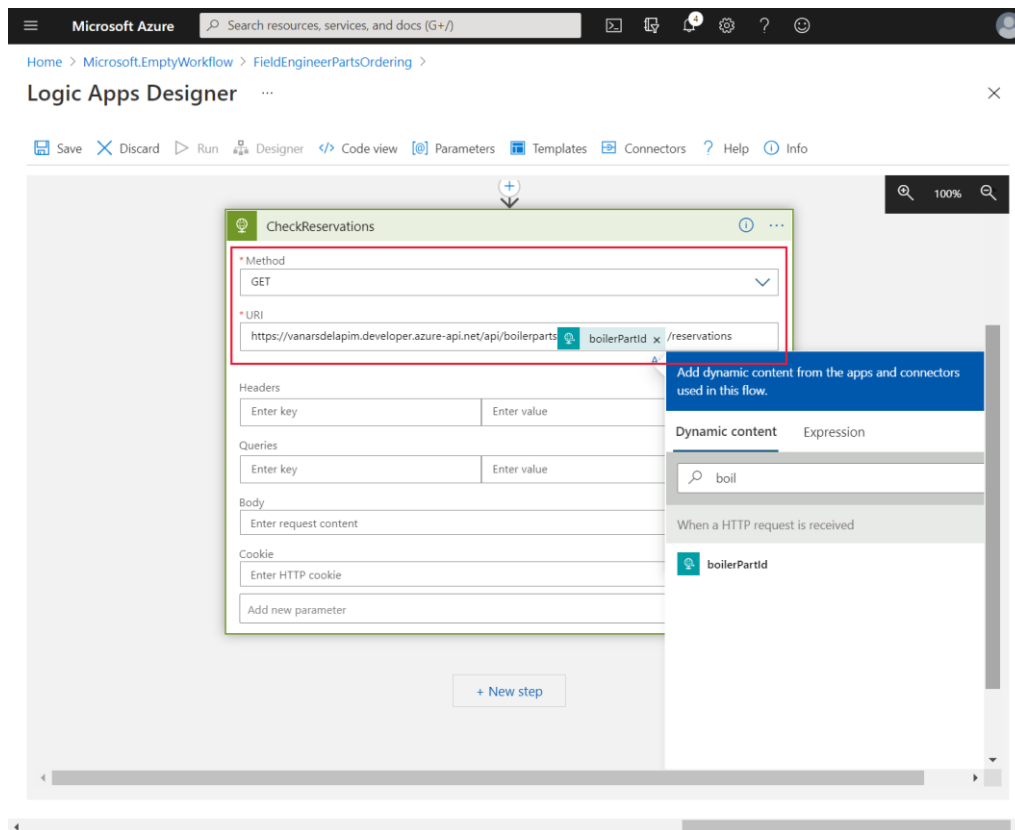 Microsoft Azure
Search resources, services, and docs (G+/)
4
Home > Microsoft.EmptyWorkflow > FieldEngineerPartsOrdering >
Logic Apps Designer ...
Save Discard Run Designer Code view Parameters Templates Connectors Help Info
100%
CheckReservations
* Method
GET
* URI
https://vanarsdelapim.developer.azure-api.net/api/boilerparts boilerPartId × /reservations
Add dynamic content from the apps and connectors
used in this flow.
Headers
Enter key Enter value
Dynamic content Expression
Queries
Enter key Enter value
boil
Body
Enter request content
When a HTTP request is received
Cookie
Enter HTTP cookie
boilerPartId
Add new parameter
+ New step